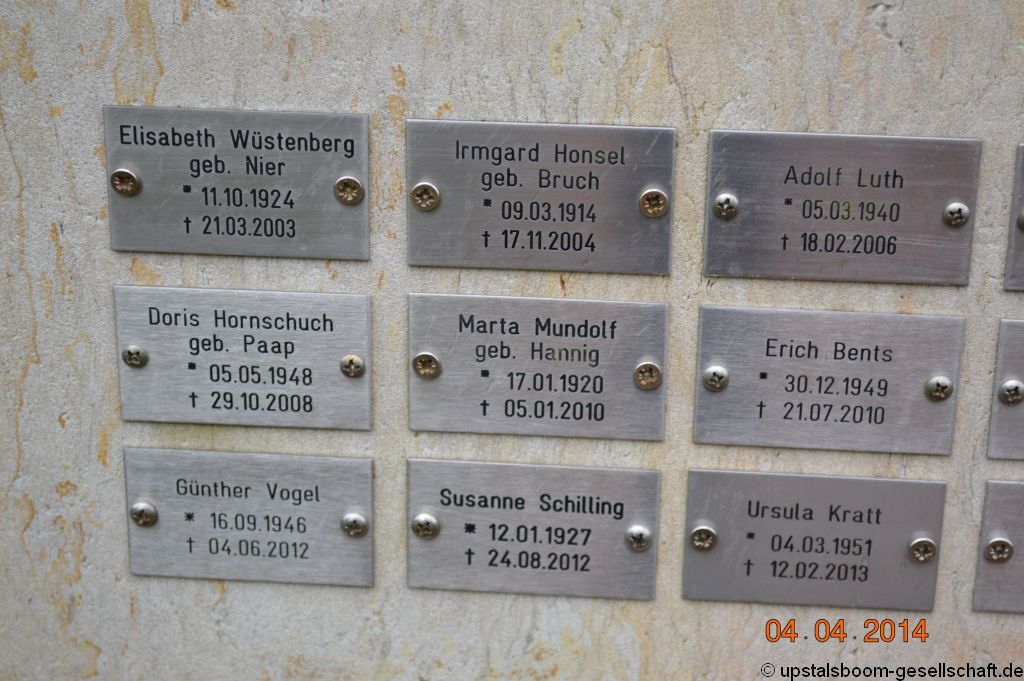 Elisabeth Wüstenberg
geb. Nier
* 11.10.1924
† 21.03.2003
Irmgard Honsel
geb. Bruch
* 09.03.1914
† 17.11.2004
Adolf Luth
* 05.03.1940
† 18.02.2006
Doris Hornschuch
geb. Paap
* 05.05.1948
† 29.10.2008
Marta Mundolf
geb. Hannig
* 17.01.1920
† 05.01.2010
Erich Bents
* 30.12.1949
† 21.07.2010
Günther Vogel
* 16.09.1946
† 04.06.2012
Susanne Schilling
* 12.01.1927
† 24.08.2012
Ursula Kratt
* 04.03.1951
† 12.02.2013
04.04.2014
© upstalsboom-gesellschaft.de